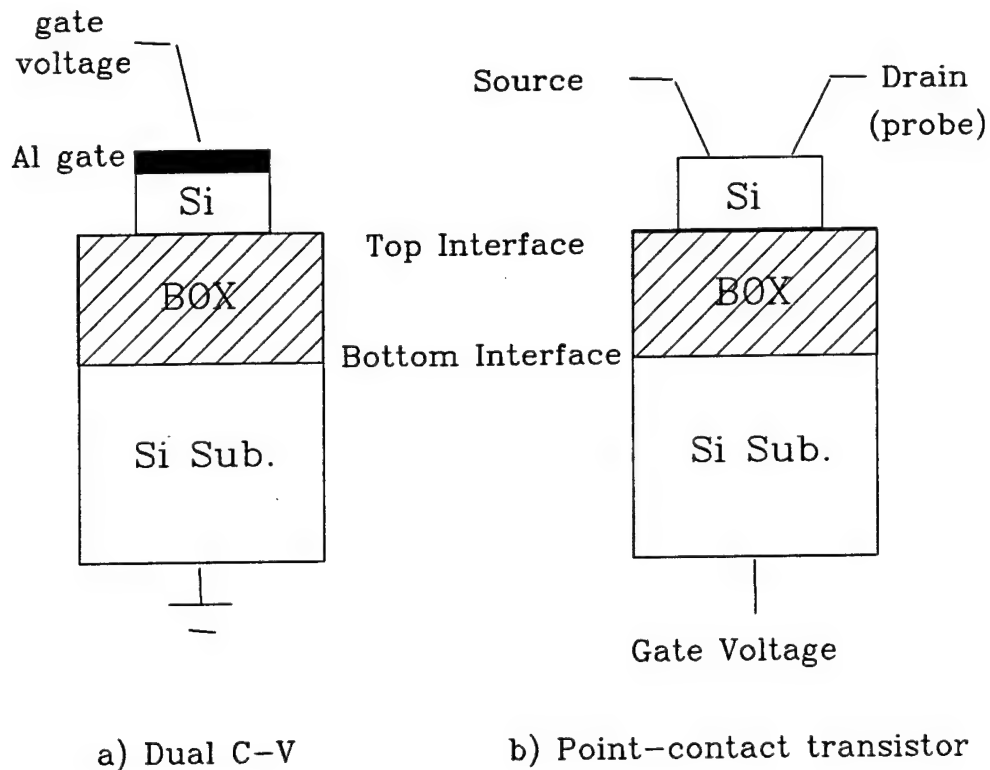 gate
voltage
Al gate
Si
BOX
Si Sub.
Source
Drain
(probe)
Si
Top Interface
BOX
Bottom Interface
Si Sub.
Gate Voltage
a) Dual C-V
b) Point-contact transistor